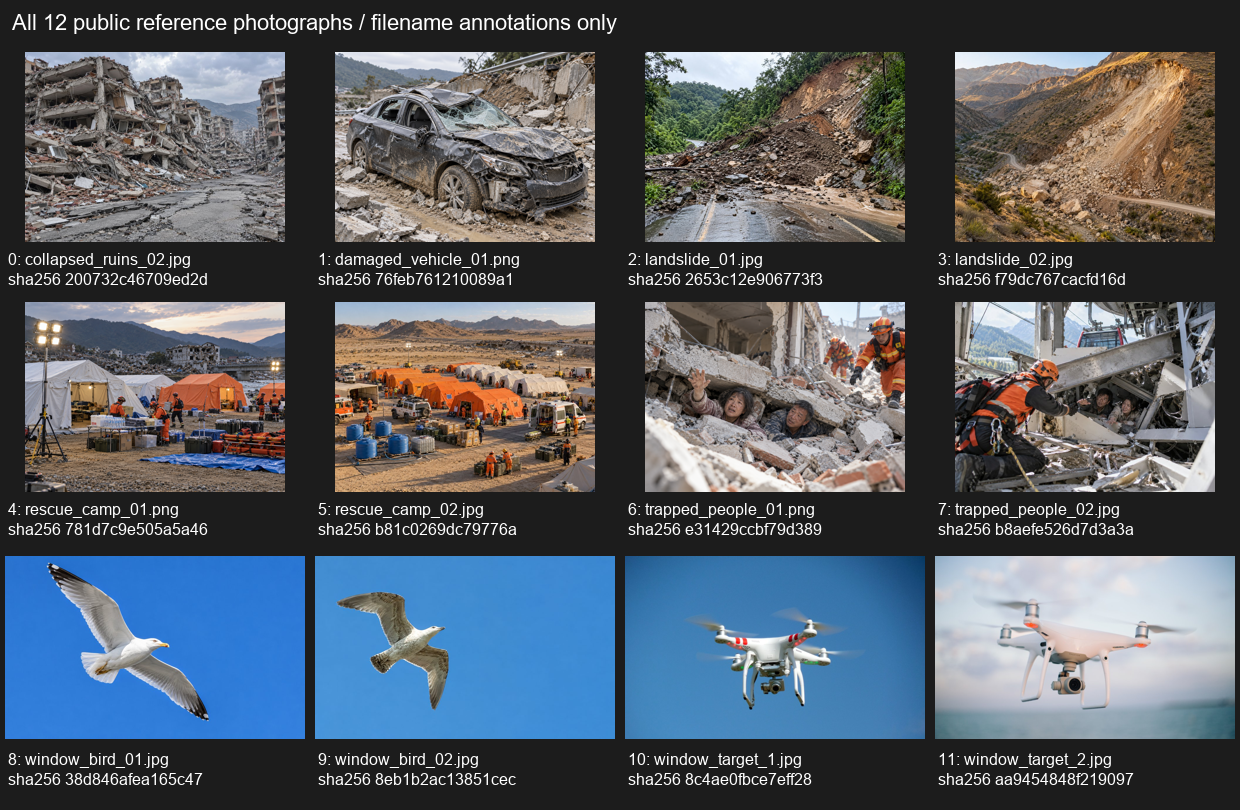 All 12 public reference photographs / filename annotations only
0: collapsed_ruins_02.jpg
sha256 200732c46709ed2d
1: damaged_vehicle_01.png
sha256 76feb761210089a1
2: landslide_01.jpg
sha256 2653c12e906773f3
3: landslide_02.jpg
sha256 f79dc767cacfd16d
4: rescue_camp_01.png
sha256 781d7c9e505a5a46
5: rescue_camp_02.jpg
sha256 b81c0269dc79776a
6: trapped_people_01.png
sha256 e31429ccbf79d389
7: trapped_people_02.jpg
sha256 b8aefe526d7d3a3a
8: window_bird_01.jpg
sha256 38d846afea165c47
9: window_bird_02.jpg
sha256 8eb1b2ac13851cec
10: window_target_1.jpg
sha256 8c4ae0fbce7eff28
11: window_target_2.jpg
sha256 aa9454848f219097